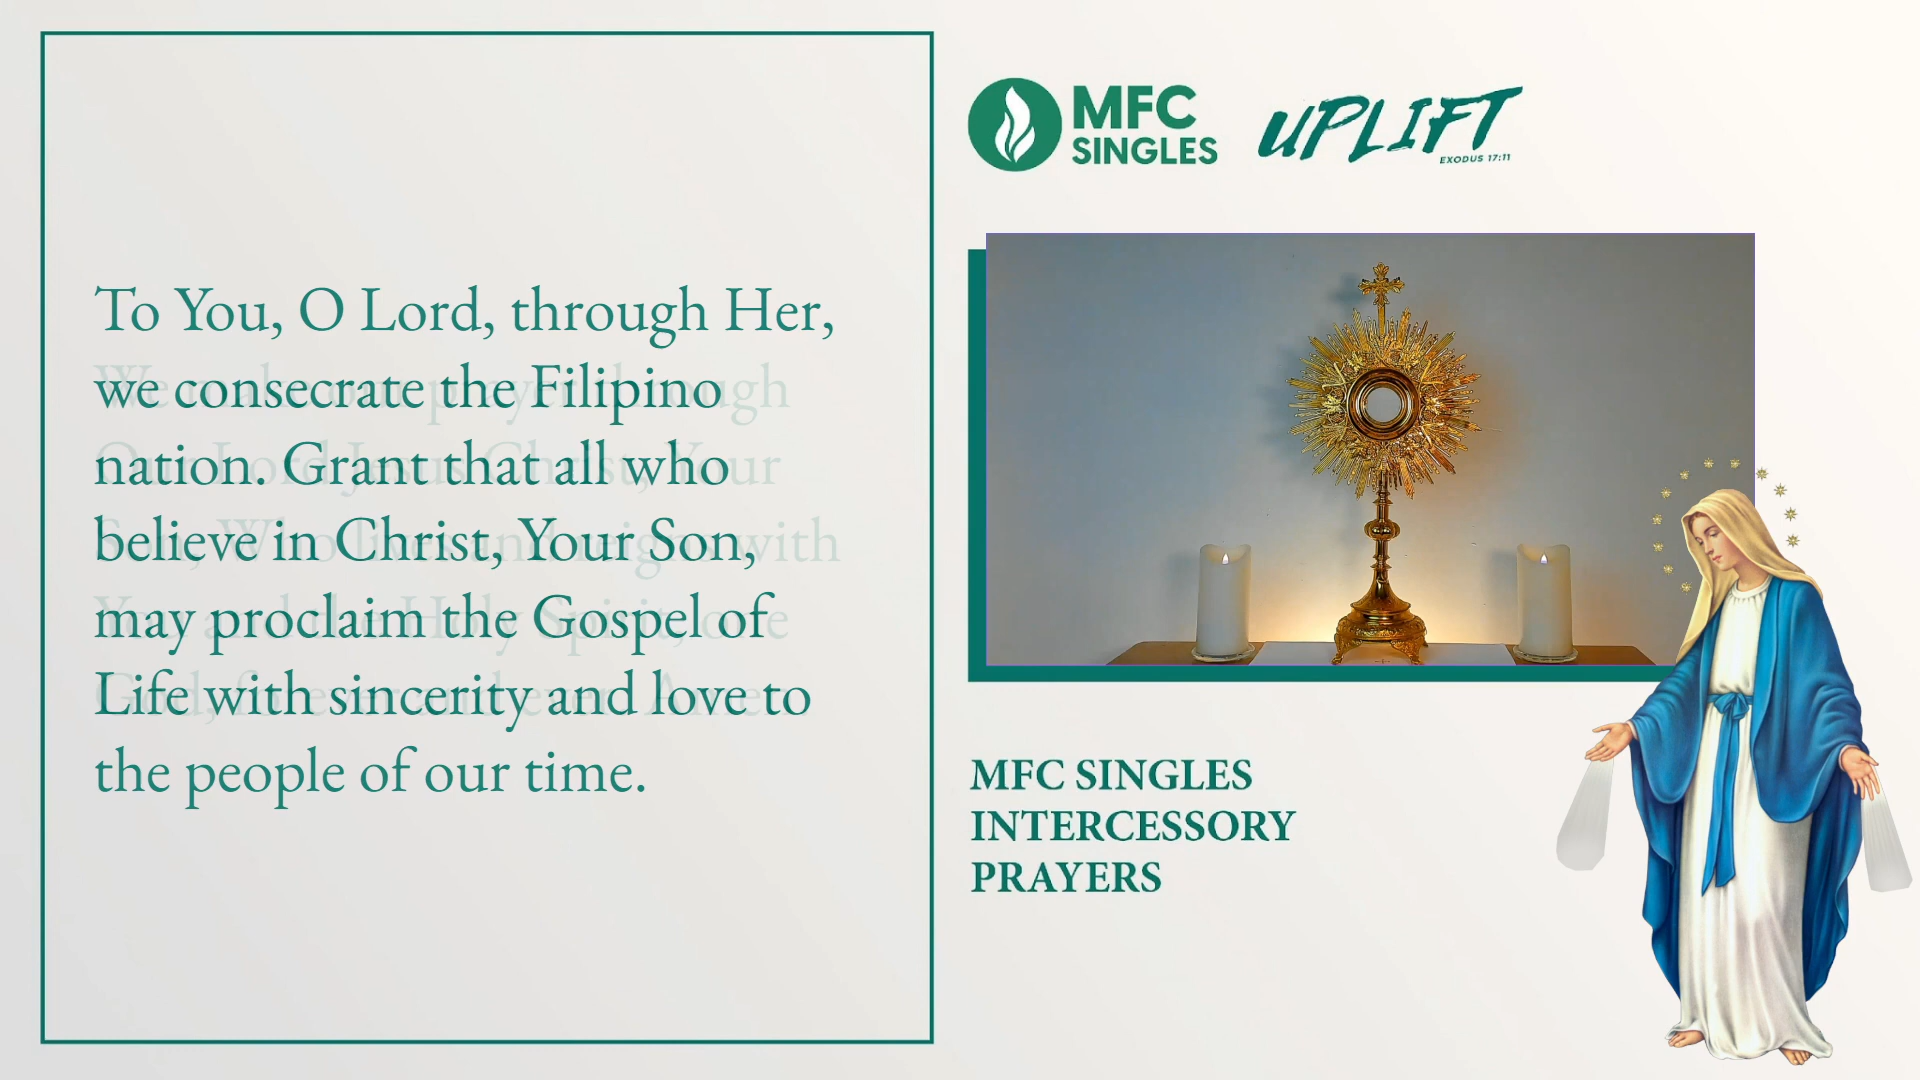 To You, O Lord, through Her,
we consecrate the Filipino
nation. Grant that all who
believe in Christ, Your Son,
may proclaim the Gospel of
Life with sincerity and love to
the people of our time.
MFC
SINGLES
UPLIFT
EXODUS 17:11
MFC SINGLES
INTERCESSORY
PRAYERS